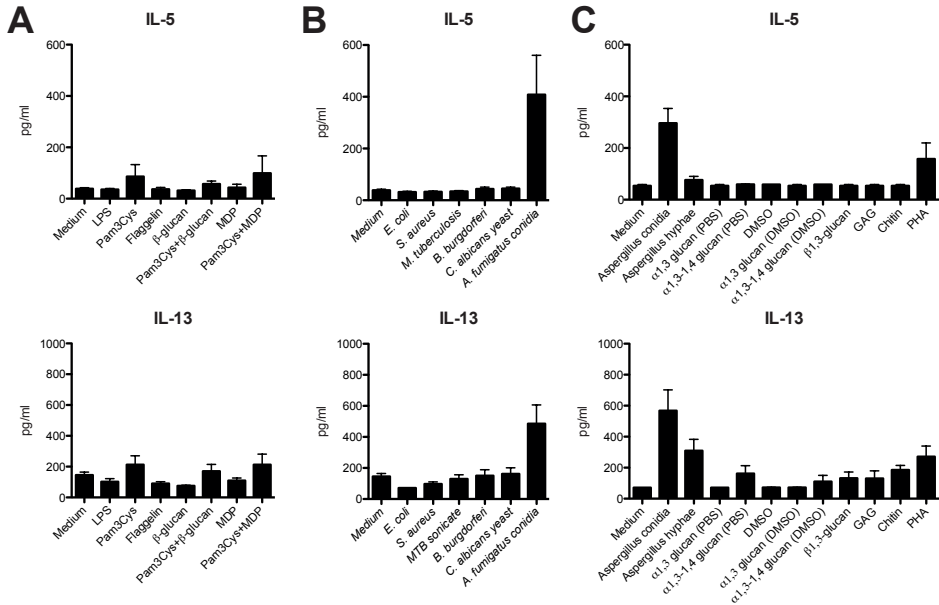 A
IL-5
pg/ml
600
400
200
0
Medium
LPS
Pam3Cys
Flaggelin
β-glucan
Pam3Cys+β-glucan
MDP
Pam3Cys+MDP
B
IL-5
pg/ml
600
400
200
0
Medium
E. coli
S. aureus
M. tuberculosis
B. burgdorferi
C. albicans yeast
A. fumigatus conidia
C
IL-5
pg/ml
600
400
200
0
Medium
Aspergillus conidia
Aspergillus hyphae
α1,3 glucan (PBS)
α1,3-1,4 glucan (PBS)
DMSO
α1,3 glucan (DMSO)
α1,3-1,4 glucan (DMSO)
β1,3-glucan
GAG
Chitin
PHA
IL-13
pg/ml
1000
800
600
400
200
0
Medium
LPS
Pam3Cys
Flaggelin
β-glucan
Pam3Cys+β-glucan
MDP
Pam3Cys+MDP
IL-13
pg/ml
1000
800
600
400
200
0
Medium
E. coli
S. aureus
MTB sonicate
B. burgdorferi
C. albicans yeast
A. fumigatus conidia
IL-13
pg/ml
1000
800
600
400
200
0
Medium
Aspergillus conidia
Aspergillus hyphae
α1,3 glucan (PBS)
α1,3-1,4 glucan (PBS)
DMSO
α1,3 glucan (DMSO)
α1,3-1,4 glucan (DMSO)
β1,3-glucan
GAG
Chitin
PHA